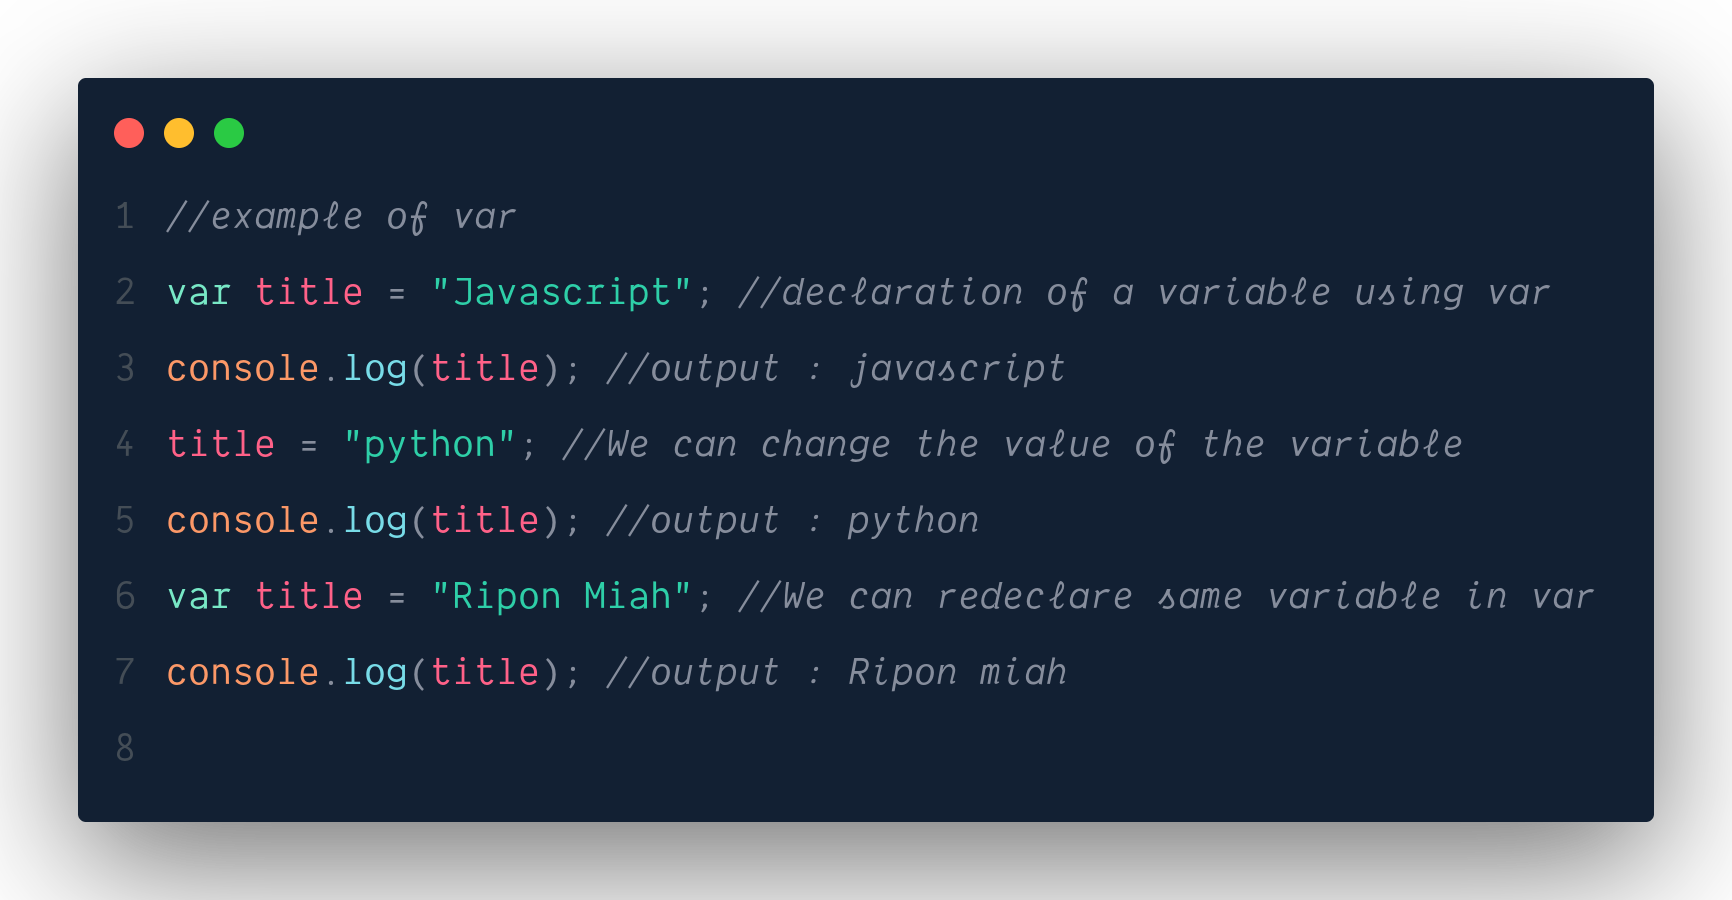 1 //example of var
2 var title = "Javascript"; //declaration of a variable using var
3 console.log(title); //output : javascript
4 title = "python"; //We can change the value of the variable
5 console.log(title); //output : python
6 var title = "Ripon Miah"; //We can redeclare same variable in var
7 console.log(title); //output : Ripon miah
8